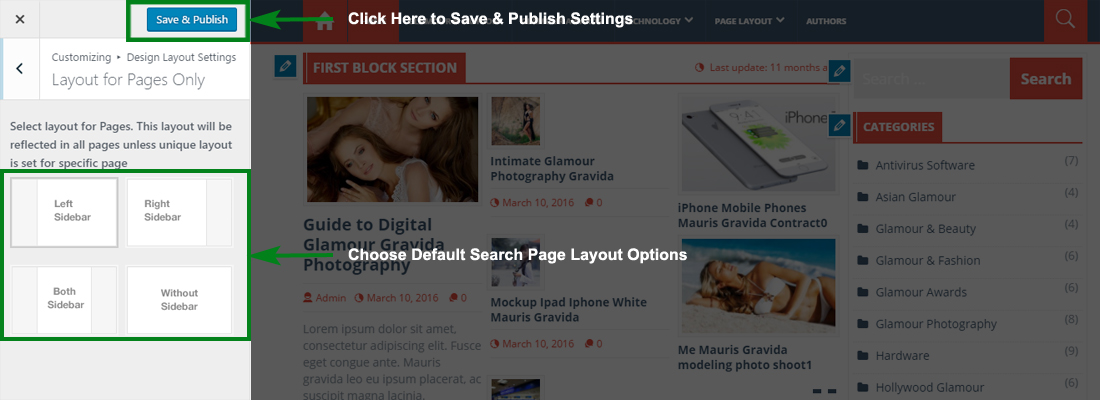 Save & Publish
Click Here to Save & Publish Settings
TECHNOLOGY
PAGE LAYOUT
AUTHORS
Customizing ▸ Design Layout Settings
Layout for Pages Only
Select layout for Pages. This layout will be
reflected in all pages unless unique layout
is set for specific page
Left
Sidebar
Right
Sidebar
Both
Sidebar
Without
Sidebar
Choose Default Search Page Layout Options
FIRST BLOCK SECTION
Last update: 11 months a
Guide to Digital
Glamour Gravida
Photography
Admin March 10, 2016 0
Lorem ipsum dolor sit amet,
consectetur adipiscing elit. Fusce
eget congue ante. Mauris
gravida leo eu ipsum placerat, ac
suscipit magna lacinia.
Intimate Glamour
Photography Gravida
March 10, 2016 0
Mockup Ipad Iphone White
Mauris Gravida
March 10, 2016 0
iPhone
iPhone Mobile Phones
Mauris Gravida Contract0
Me Mauris Gravida
modeling photo shoot1
Search...
Search
CATEGORIES
Antivirus Software (7)
Asian Glamour (4)
Glamour & Beauty (4)
Glamour & Fashion (6)
Glamour Awards (6)
Glamour Photography (8)
Hardware (6)
Hollywood Glamour (6)